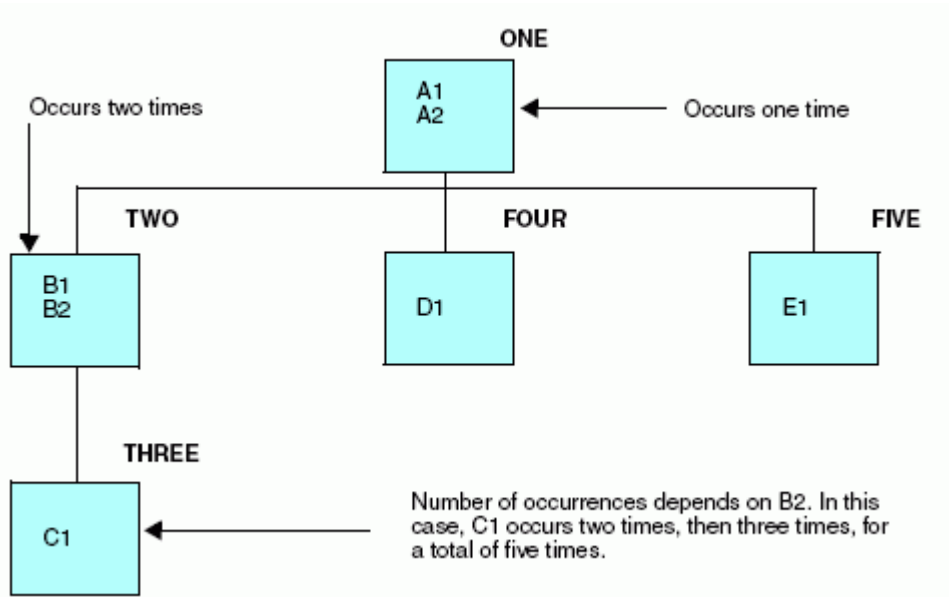 ONE
A1
A2
Occurs two times
Occurs one time
TWO
FOUR
FIVE
B1
B2
D1
E1
THREE
C1
Number of occurrences depends on B2. In this
case, C1 occurs two times, then three times, for
a total of five times.